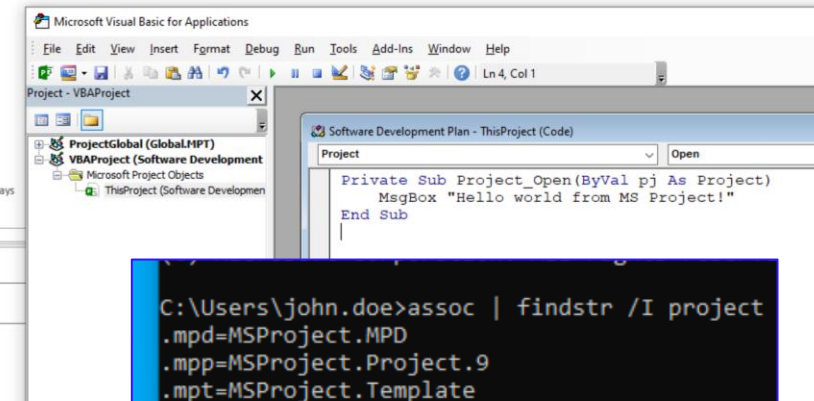 Microsoft Visual Basic for Applications
File Edit View Insert Format Debug Run Tools Add-Ins Window Help
Ln 4, Col 1
Project - VBAProject
ProjectGlobal (Global.MPT)
VBAProject (Software Development
Microsoft Project Objects
ThisProject (Software Developmen
ays
Software Development Plan - ThisProject (Code)
Project Open
Private Sub Project_Open(ByVal pj As Project)
MsgBox "Hello world from MS Project!"
End Sub
C:\Users\john.doe>assoc | findstr /I project
.mpd=MSProject.MPD
.mpp=MSProject.Project.9
.mpt=MSProject.Template